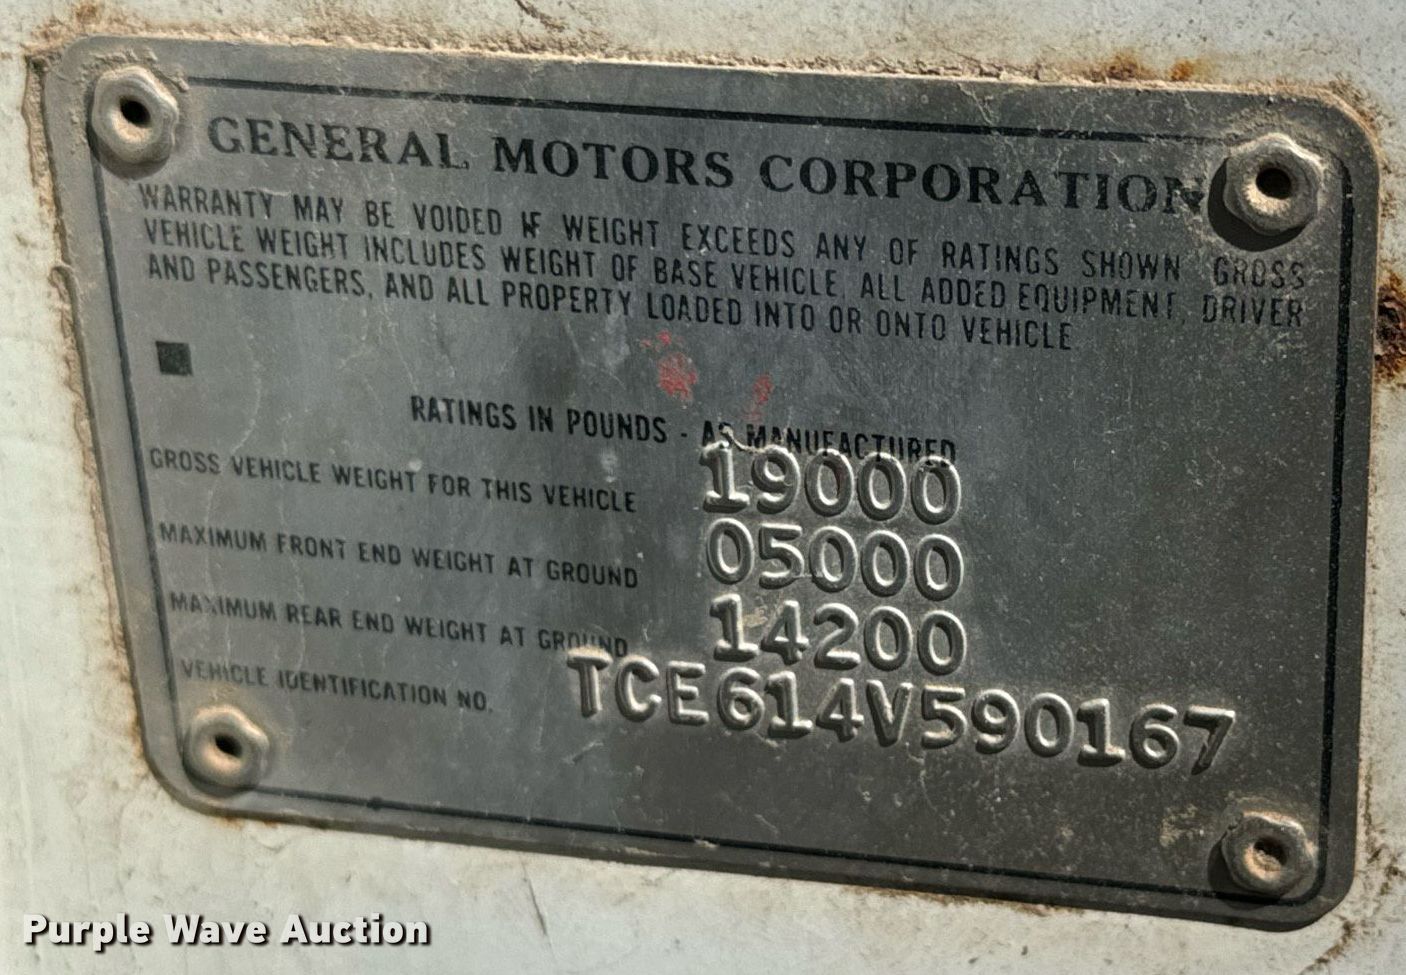 GENERAL MOTORS CORPORATION
WARRANTY MAY BE VOIDED IF WEIGHT EXCEEDS ANY OF RATINGS SHOWN GROSS
VEHICLE WEIGHT INCLUDES WEIGHT OF BASE VEHICLE, ALL ADDED EQUIPMENT, DRIVER
AND PASSENGERS, AND ALL PROPERTY LOADED INTO OR ONTO VEHICLE
RATINGS IN POUNDS - AS MANUFACTURED
GROSS VEHICLE WEIGHT FOR THIS VEHICLE 19000
MAXIMUM FRONT END WEIGHT AT GROUND 05000
MAXIMUM REAR END WEIGHT AT GROUND 14200
VEHICLE IDENTIFICATION NO. TCE614V590167
Purple Wave Auction